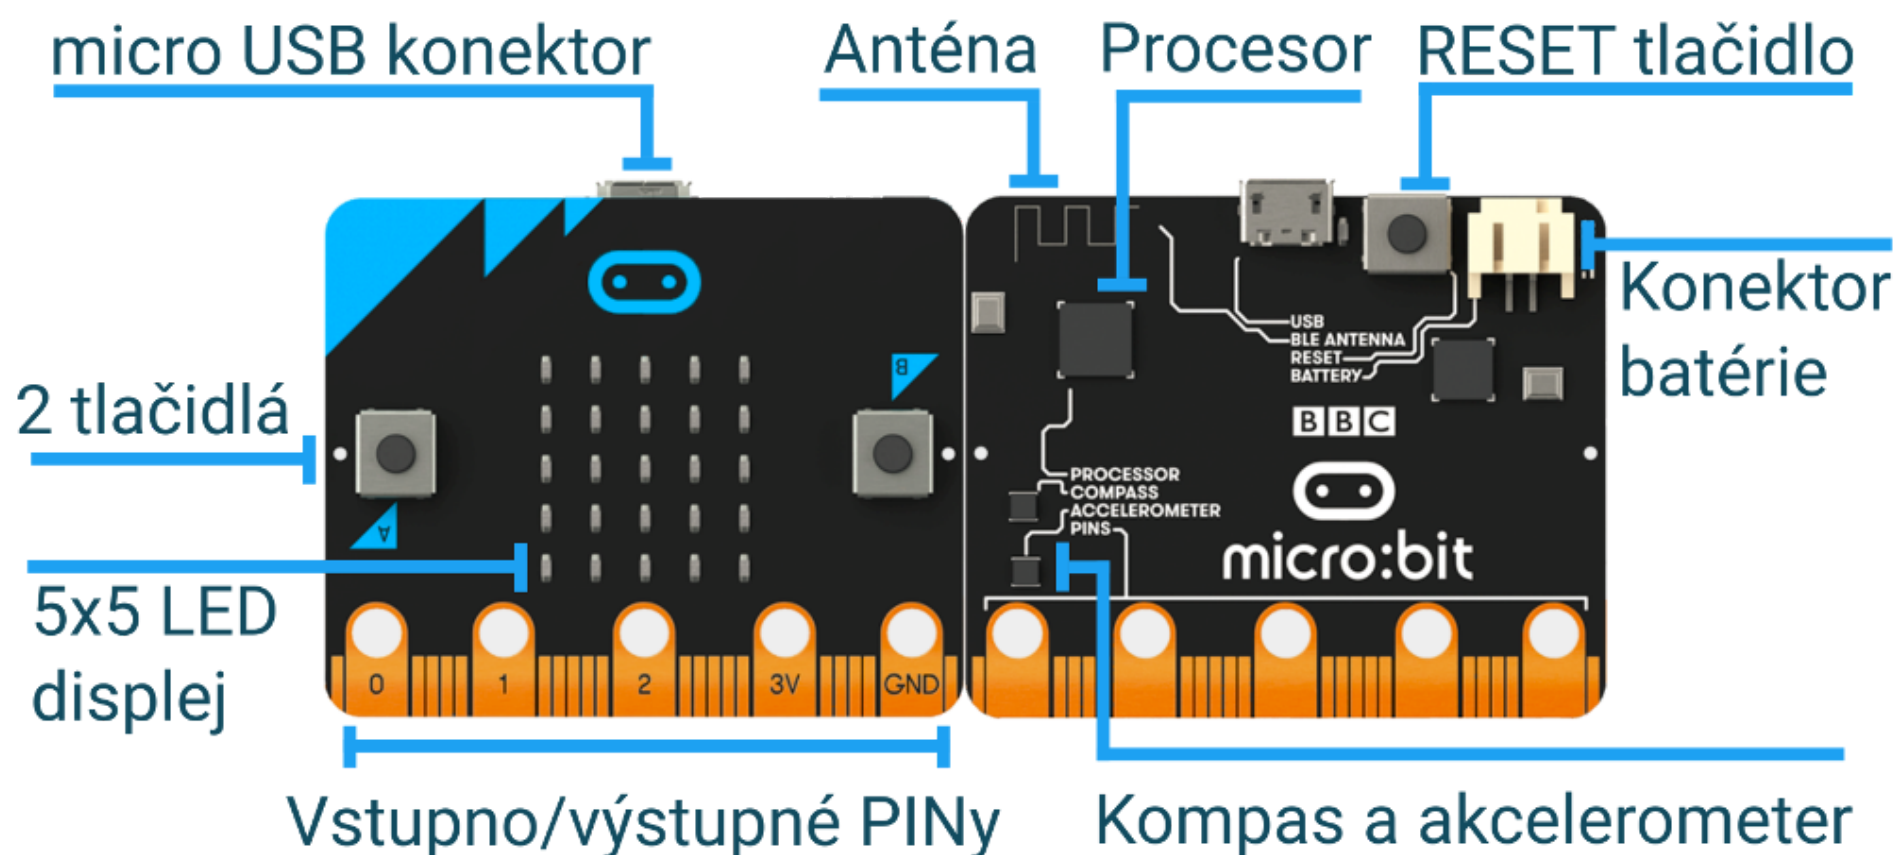 micro USB konektor
Anténa
Procesor
RESET tlačidlo
Konektor
batérie
2 tlačidlá
5x5 LED
displej
B
A
0
1
2
3V
GND
USB
BLE ANTENNA
RESET
BATTERY
BBC
PROCESSOR
COMPASS
ACCELEROMETER
PINS
micro:bit
Vstupno/výstupné PINy
Kompas a akcelerometer